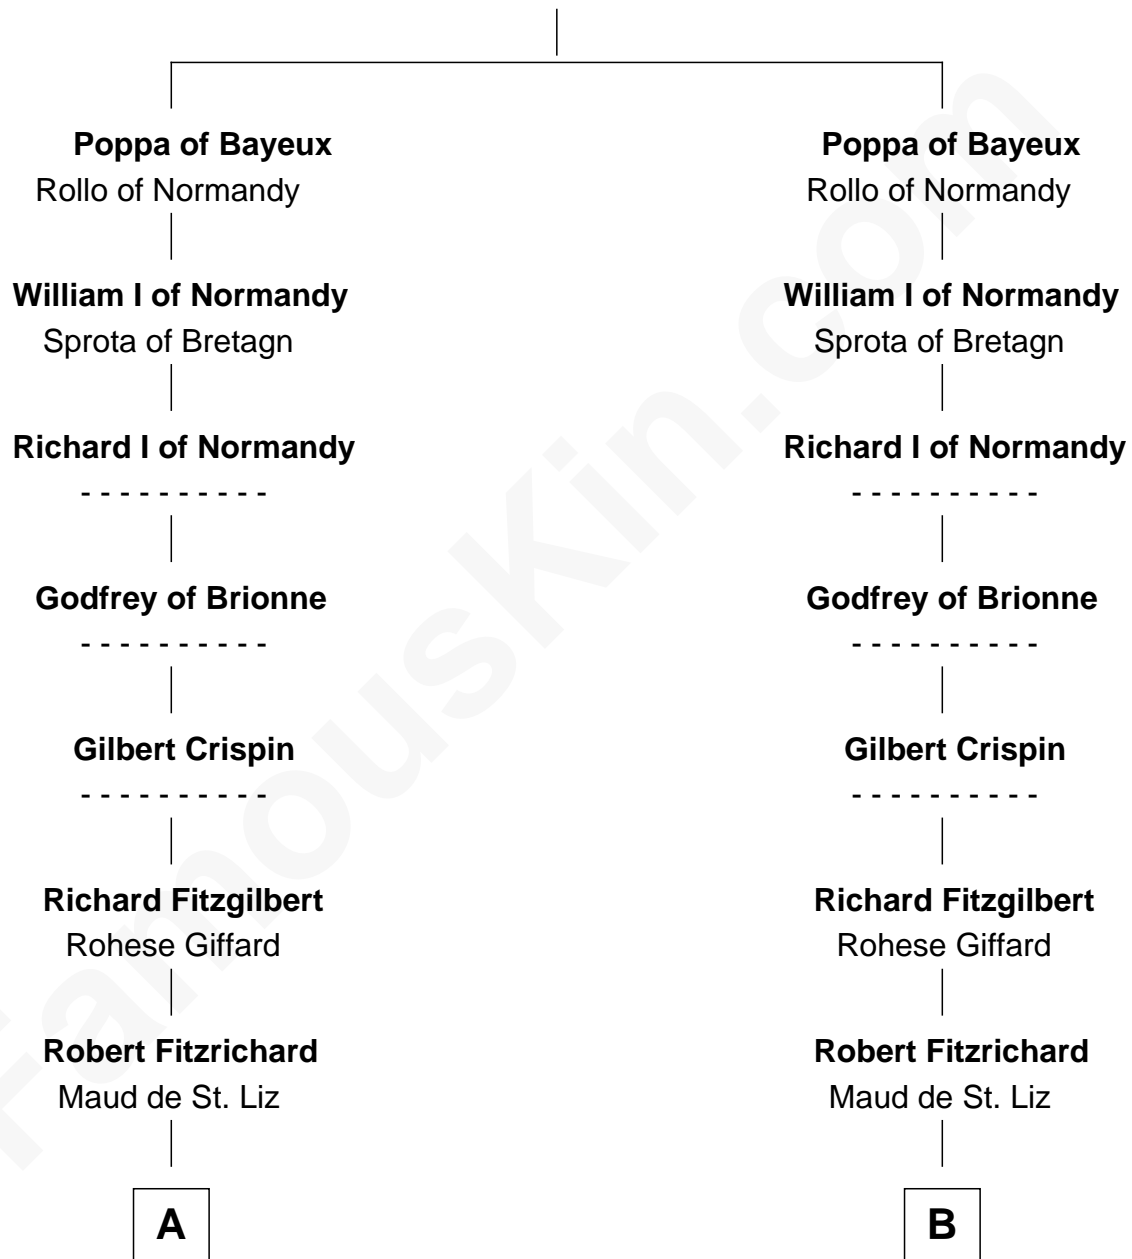 Poppa of Bayeux Poppa of Bayeux
Rollo of Normandy Rollo of Normandy
William I of Normandy William I of Normandy
Sprota of Bretagn Sprota of Bretagn
Richard I of Normandy Richard I of Normandy
- - - - - - - - - - - - - - - - - - - -
Godfrey of Brionne Godfrey of Brionne
- - - - - - - - - - - - - - - - - - - -
Gilbert Crispin Gilbert Crispin
- - - - - - - - - - - - - - - - - - - -
Richard Fitzgilbert Richard Fitzgilbert
Rohese Giffard Rohese Giffard
Robert Fitzrichard Robert Fitzrichard
Maud de St. Liz Maud de St. Liz
A B
FamousKin.com